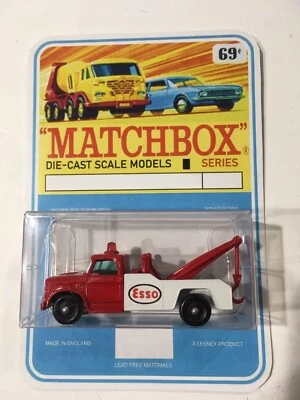 69¢
"MATCHBOX"®
DIE-CAST SCALE MODELS SERIES
Esso
MADE IN ENGLAND
A LESNEY PRODUCT
LEAD FREE MATERIALS